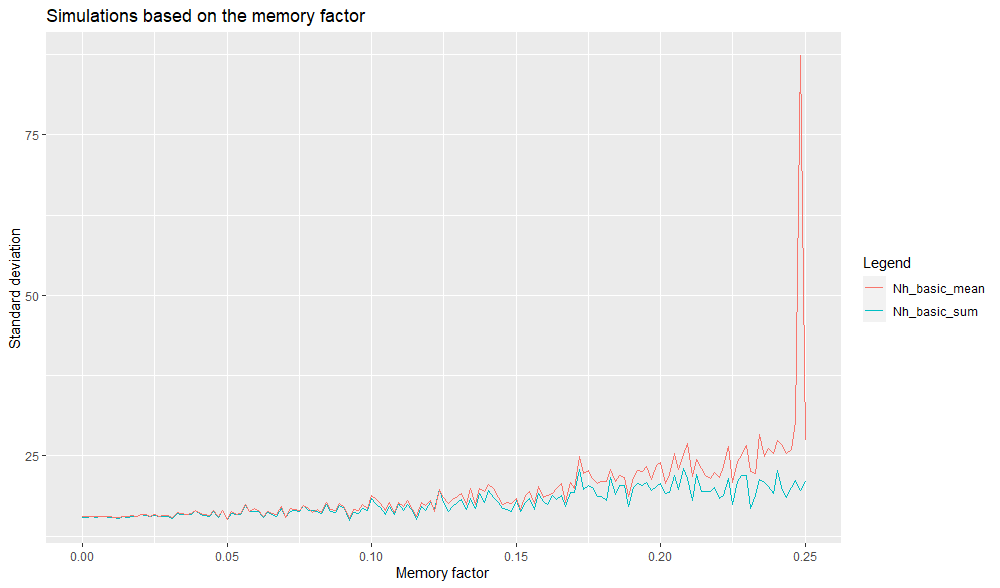 Simulations based on the memory factor
Standard deviation
75
50
25
0.00 0.05 0.10 0.15 0.20 0.25
Memory factor
Legend
Nh_basic_mean
Nh_basic_sum